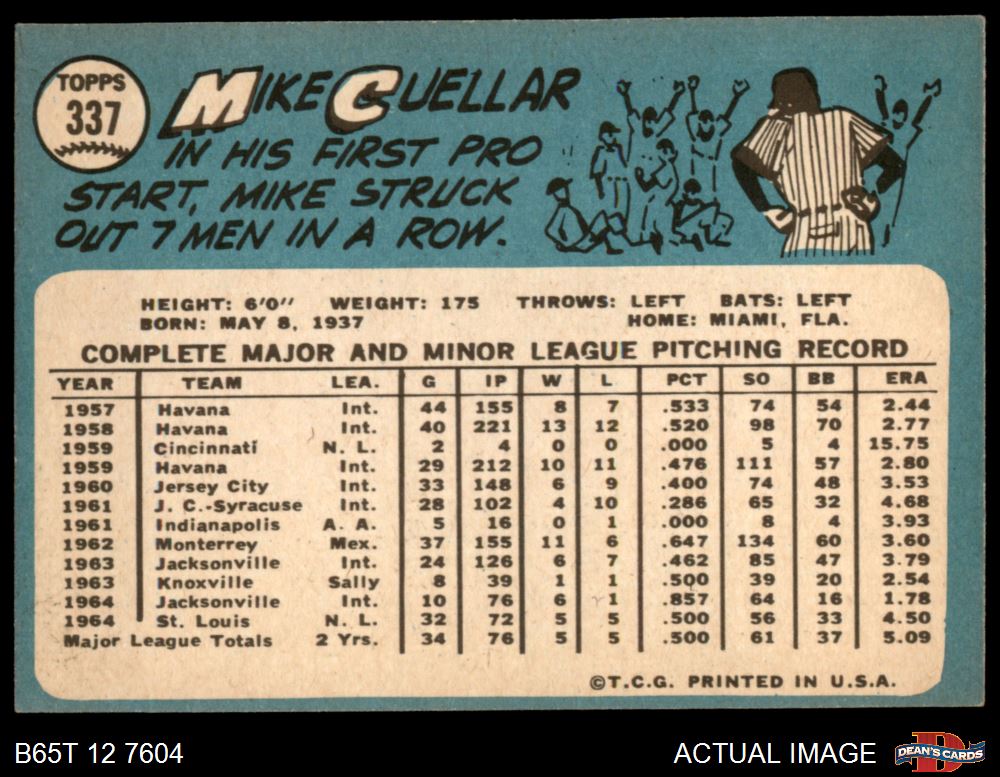 TOPPS
337
MIKE CUELLAR
IN HIS FIRST PRO
START, MIKE STRUCK
OUT 7 MEN IN A ROW.
HEIGHT: 6'0" WEIGHT: 175 THROWS: LEFT BATS: LEFT
BORN: MAY 8, 1937 HOME: MIAMI, FLA.
COMPLETE MAJOR AND MINOR LEAGUE PITCHING RECORD
YEAR TEAM LEA. G IP W L PCT SO BB ERA
1957 Havana Int. 44 155 8 7 .533 74 54 2.44
1958 Havana Int. 40 221 13 12 .520 98 70 2.77
1959 Cincinnati N. L. 2 4 0 0 .000 5 4 15.75
1959 Havana Int. 29 212 10 11 .476 111 57 2.80
1960 Jersey City Int. 33 148 6 9 .400 74 48 3.53
1961 J. C.-Syracuse Int. 28 102 4 10 .286 65 32 4.68
1961 Indianapolis A. A. 5 16 0 1 .000 8 4 3.93
1962 Monterrey Mex. 37 155 11 6 .647 134 60 3.60
1963 Jacksonville Int. 24 126 6 7 .462 85 47 3.79
1963 Knoxville Sally 8 39 1 1 .500 39 20 2.54
1964 Jacksonville Int. 10 76 6 1 .857 64 16 1.78
1964 St. Louis N. L. 32 72 5 5 .500 56 33 4.50
Major League Totals 2 Yrs. 34 76 5 5 .500 61 37 5.09
©T.C.G. PRINTED IN U.S.A.
B65T 12 7604 ACTUAL IMAGE DEAN'S CARDS